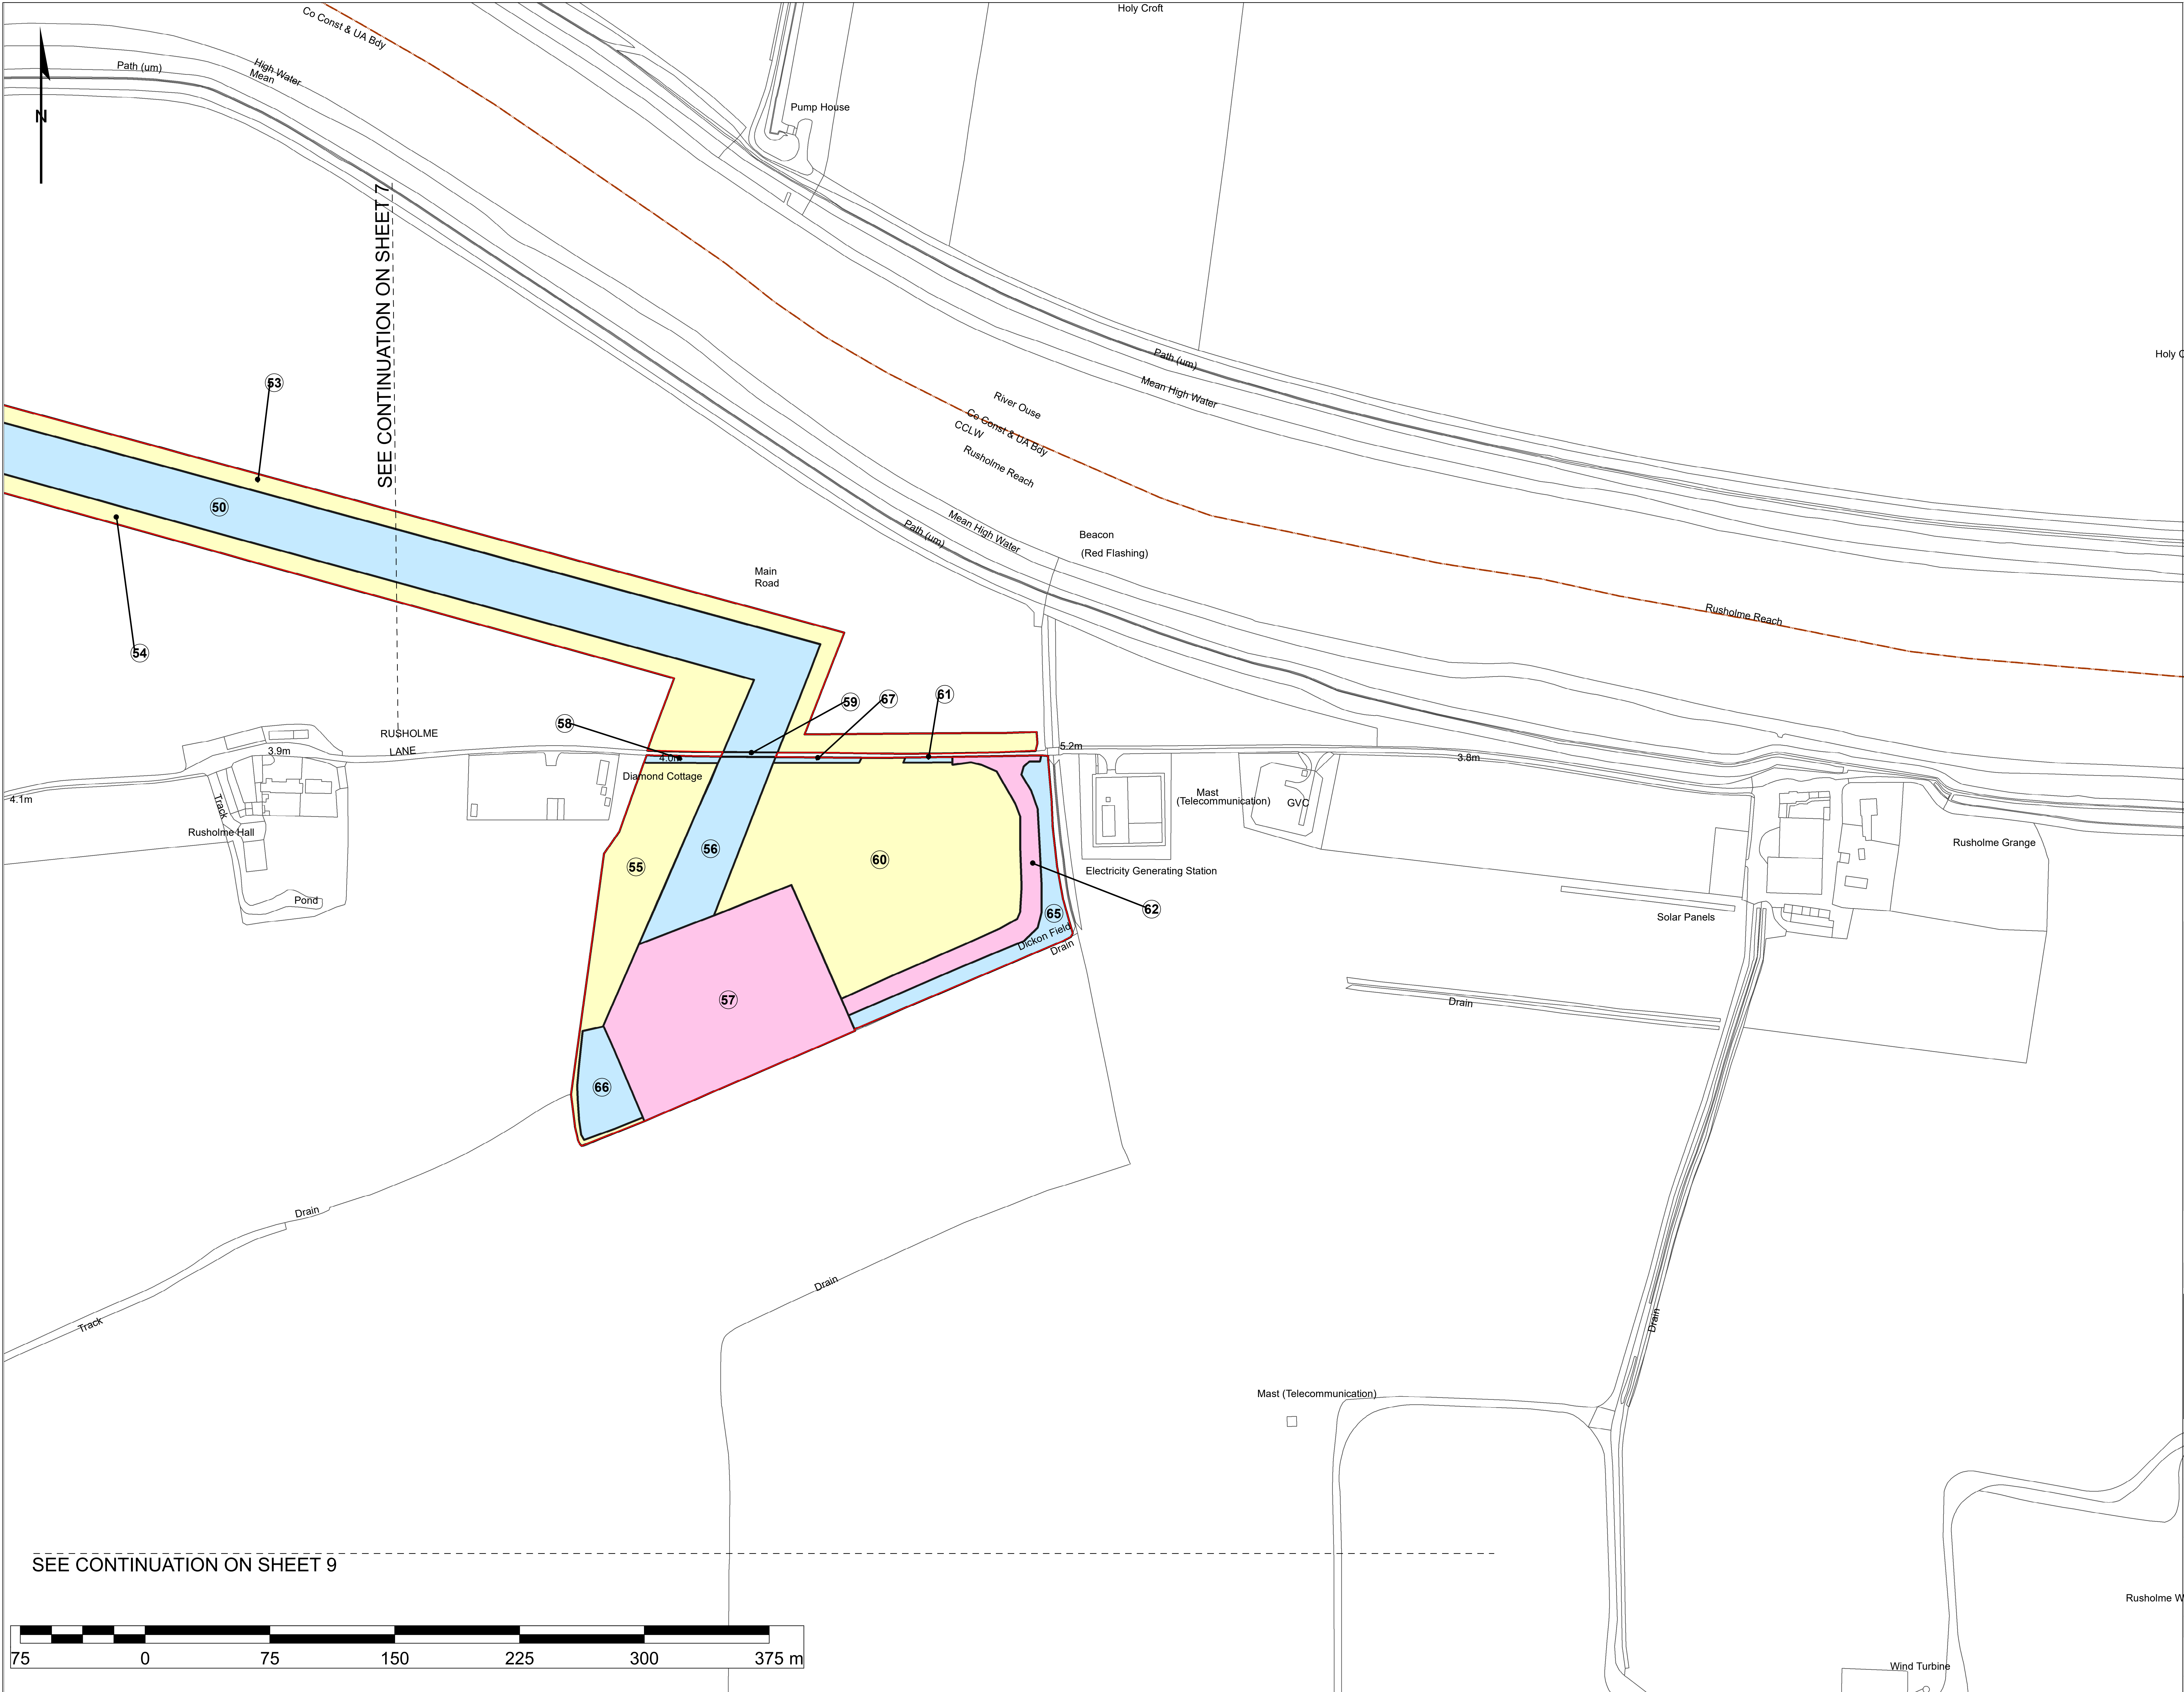 Holy Croft
Co Const & UA Bdy
Path (um)
High Water
Mean
N
Pump House
SEE CONTINUATION ON SHEET 7
Path (um)
Mean High Water
Holy C
53
River Ouse
Co Const & UA Bdy
CCLW
Rusholme Reach
50
Mean High Water
Path (um)
Beacon
(Red Flashing)
Main
Road
Rusholme Reach
54
58
59
67
61
RUSHOLME
LANE
3.9m
4.0m
5.2m
3.8m
Diamond Cottage
4.1m
Track
Rusholme Hall
Mast
(Telecommunication)
GVC
55
56
60
Electricity Generating Station
Rusholme Grange
Pond
65
62
Solar Panels
Dickon Field
Drain
57
Drain
66
Drain
Drain
Track
Drain
Mast (Telecommunication)
SEE CONTINUATION ON SHEET 9
Rusholme W
75 0 75 150 225 300 375 m
Wind Turbine